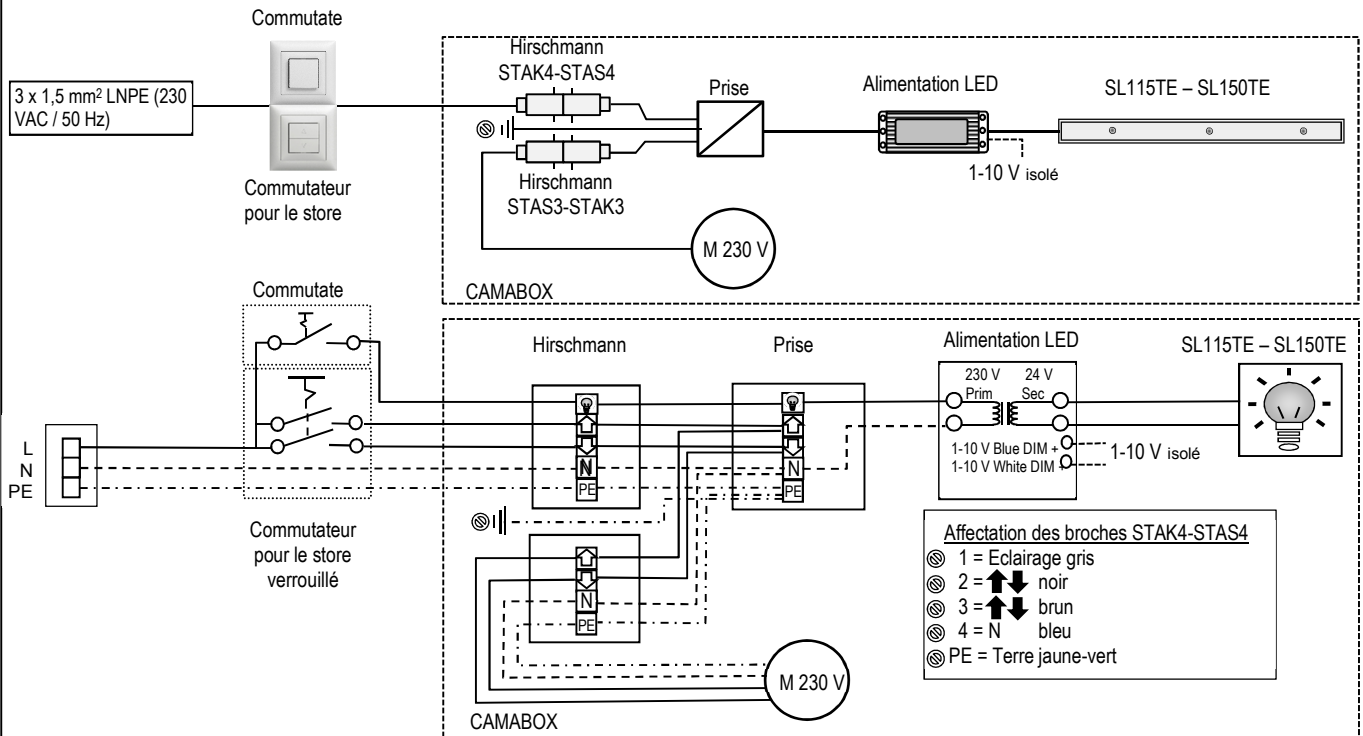 Commutate
Hirschmann
STAK4-STAS4
Prise
Alimentation LED
SL115TE – SL150TE
3 x 1,5 mm² LNPE (230
VAC / 50 Hz)
1-10 V isolé
Hirschmann
STAS3-STAK3
Commutateur
pour le store
M 230 V
CAMABOX
Commutate
Hirschmann
Prise
Alimentation LED
SL115TE – SL150TE
230 V
Prim
24 V
Sec
1-10 V Blue DIM +
1-10 V White DIM +
1-10 V isolé
L
N
PE
N
PE
N
PE
N
PE
Commutateur
pour le store
verrouillé
M 230 V
CAMABOX
Affectation des broches STAK4-STAS4
1 = Eclairage gris
2 = ⬆⬇ noir
3 = ⬆⬇ brun
4 = N bleu
PE = Terre jaune-vert